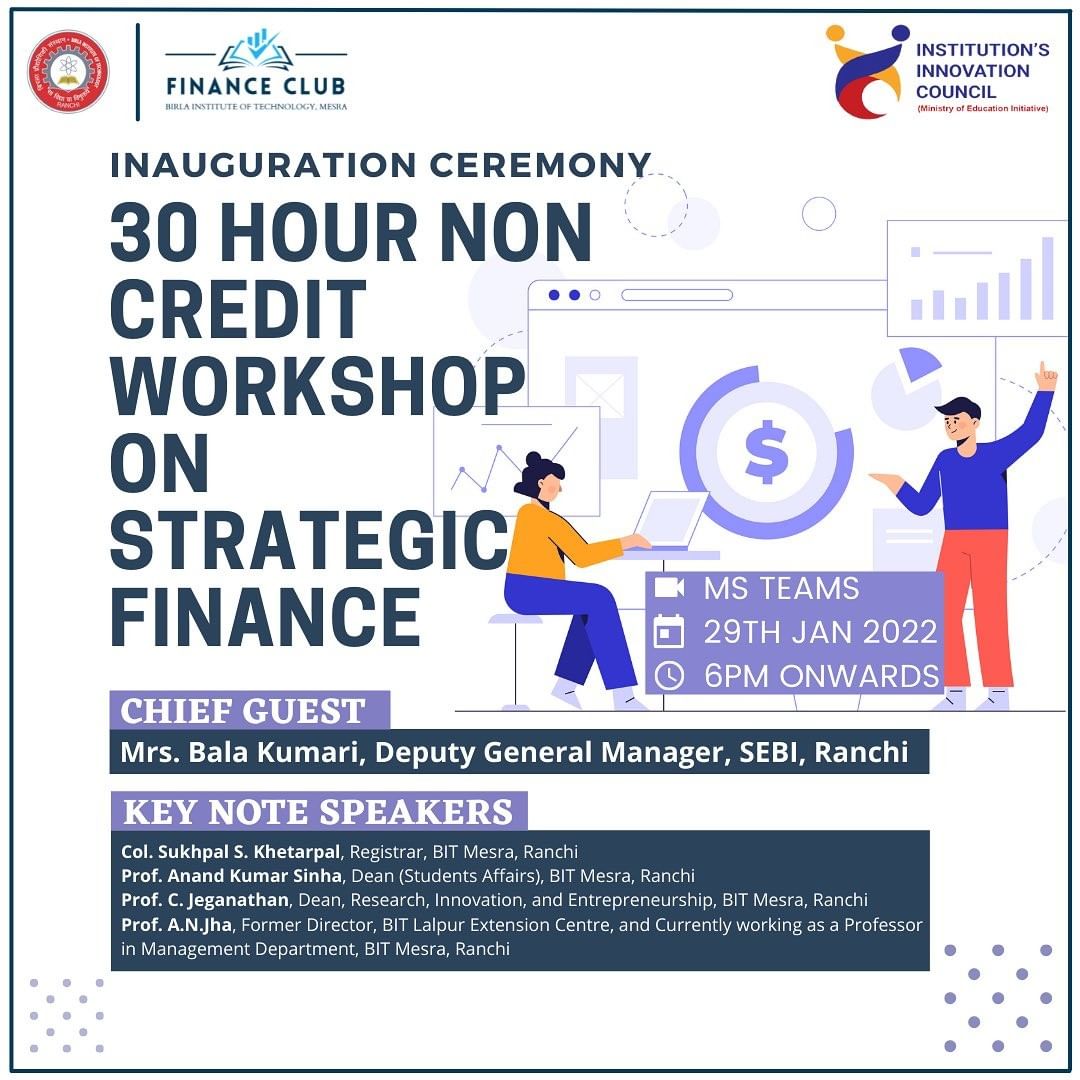 RANCHI
FINANCE CLUB
BIRLA INSTITUTE OF TECHNOLOGY, MESRA
INSTITUTION'S
INNOVATION
COUNCIL
(Ministry of Education Initiative)
INAUGURATION CEREMONY
30 HOUR NON
CREDIT
WORKSHOP
ON
STRATEGIC
FINANCE
$
MS TEAMS
29TH JAN 2022
6PM ONWARDS
CHIEF GUEST
Mrs. Bala Kumari, Deputy General Manager, SEBI, Ranchi
KEY NOTE SPEAKERS
Col. Sukhpal S. Khetarpal, Registrar, BIT Mesra, Ranchi
Prof. Anand Kumar Sinha, Dean (Students Affairs), BIT Mesra, Ranchi
Prof. C. Jeganathan, Dean, Research, Innovation, and Entrepreneurship, BIT Mesra, Ranchi
Prof. A.N.Jha, Former Director, BIT Lalpur Extension Centre, and Currently working as a Professor
in Management Department, BIT Mesra, Ranchi